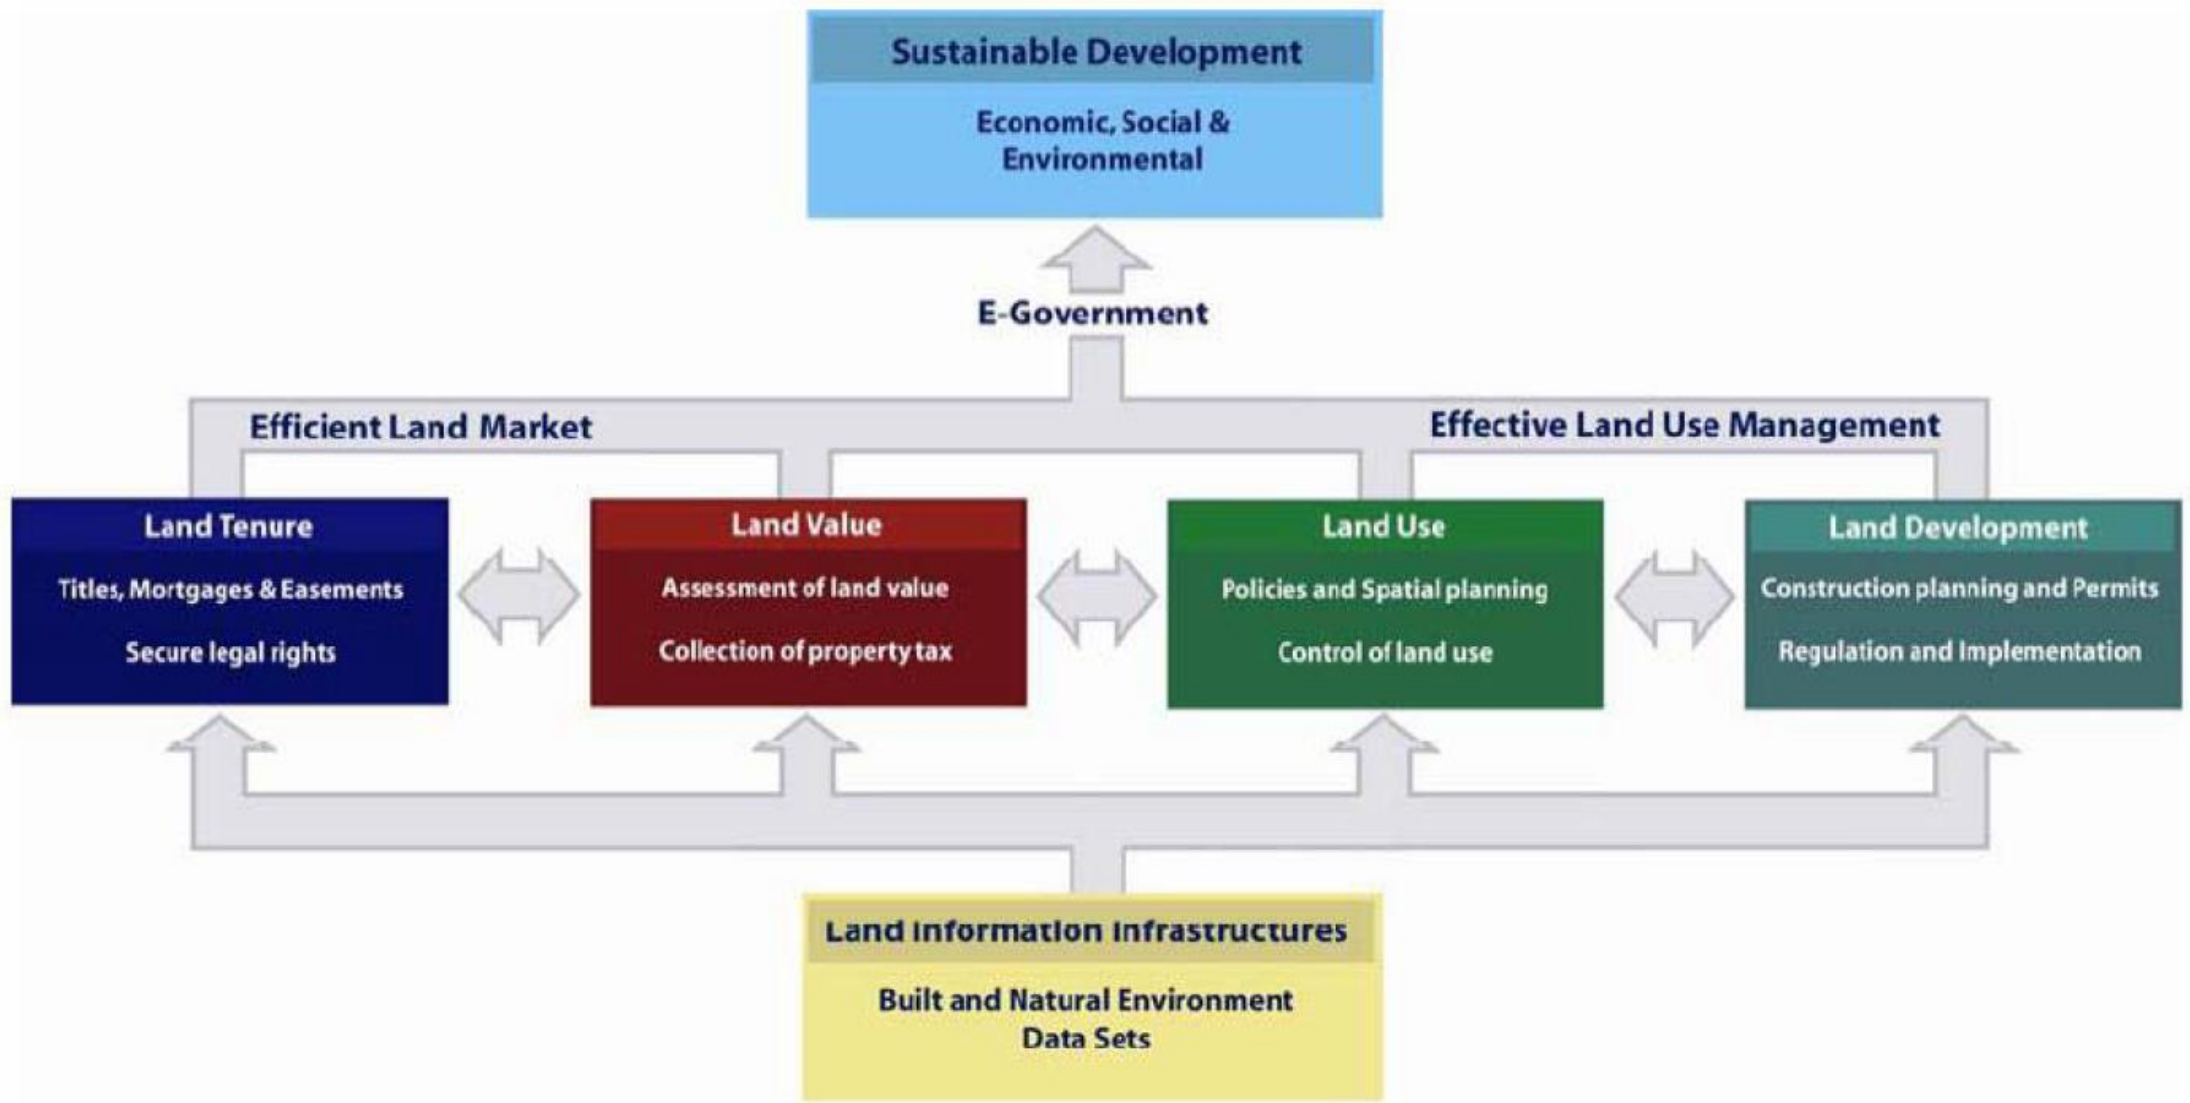 Sustainable Development
Economic, Social &
Environmental
E-Government
Efficient Land Market
Effective Land Use Management
Land Tenure
Titles, Mortgages & Easements
Secure legal rights
Land Value
Assessment of land value
Collection of property tax
Land Use
Policies and Spatial planning
Control of land use
Land Development
Construction planning and Permits
Regulation and Implementation
Land Information Infrastructures
Built and Natural Environment
Data Sets